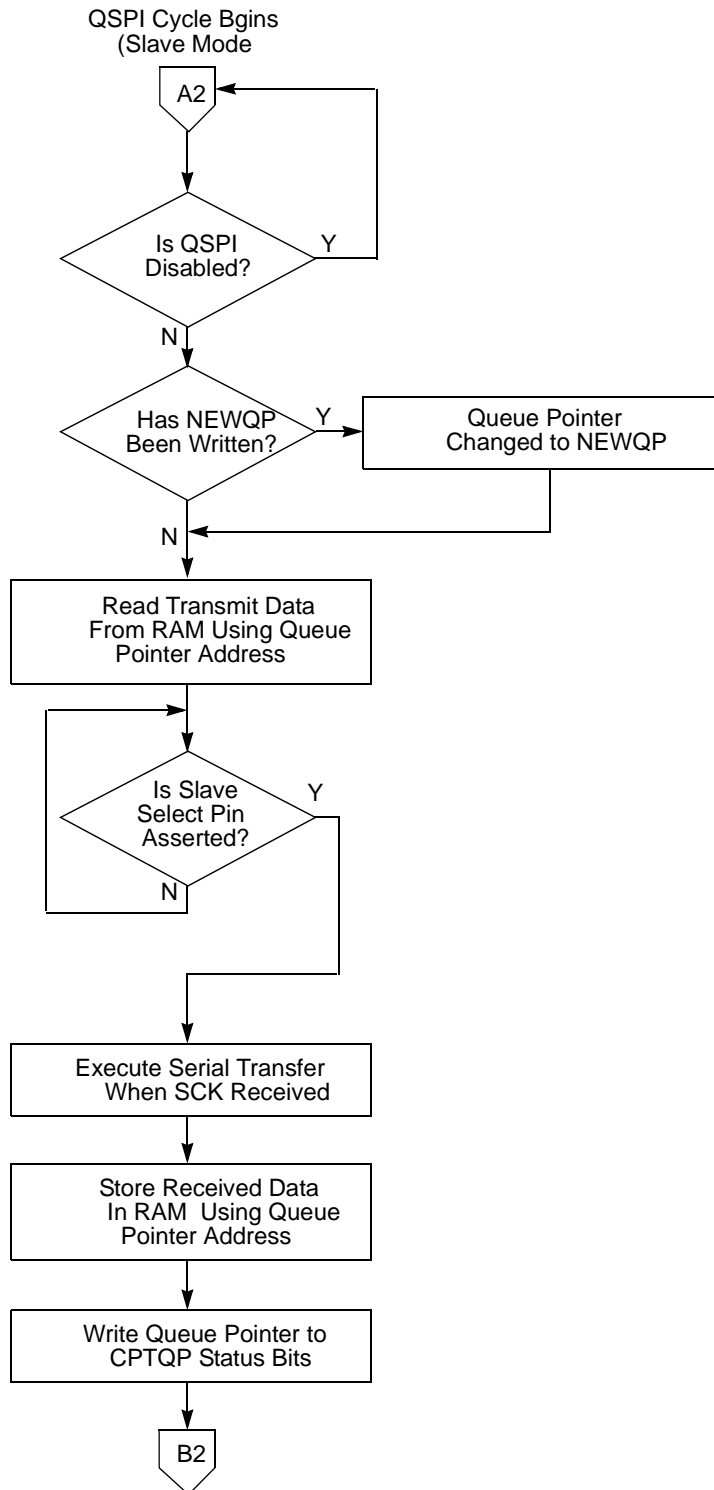 QSPI Cycle Bgins
(Slave Mode
A2
Is QSPI
Disabled?
Y
N
Has NEWQP
Been Written?
Y
Queue Pointer
Changed to NEWQP
N
Read Transmit Data
From RAM Using Queue
Pointer Address
Is Slave
Select Pin
Asserted?
Y
N
Execute Serial Transfer
When SCK Received
Store Received Data
In RAM Using Queue
Pointer Address
Write Queue Pointer to
CPTQP Status Bits
B2